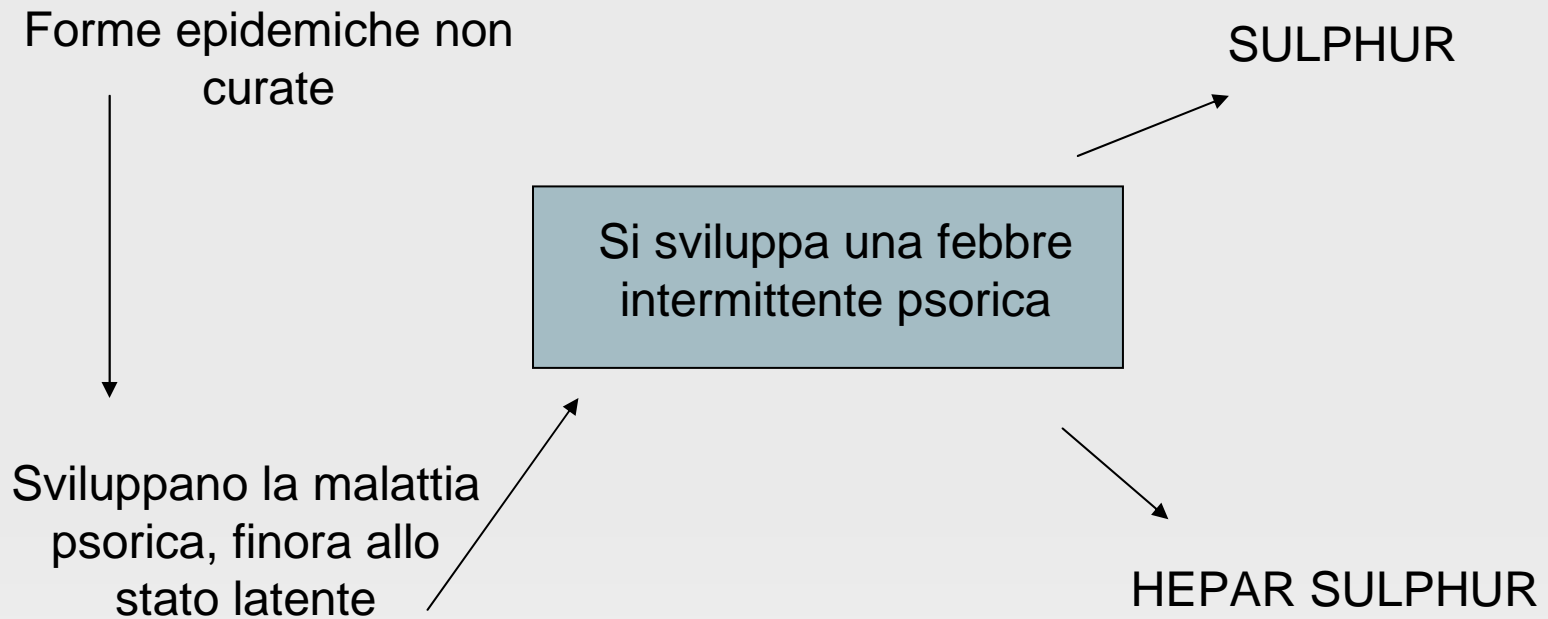 Forme epidemiche non
curate
Sviluppano la malattia
psorica, finora allo
stato latente
Si sviluppa una febbre
intermittente psorica
SULPHUR
HEPAR SULPHUR